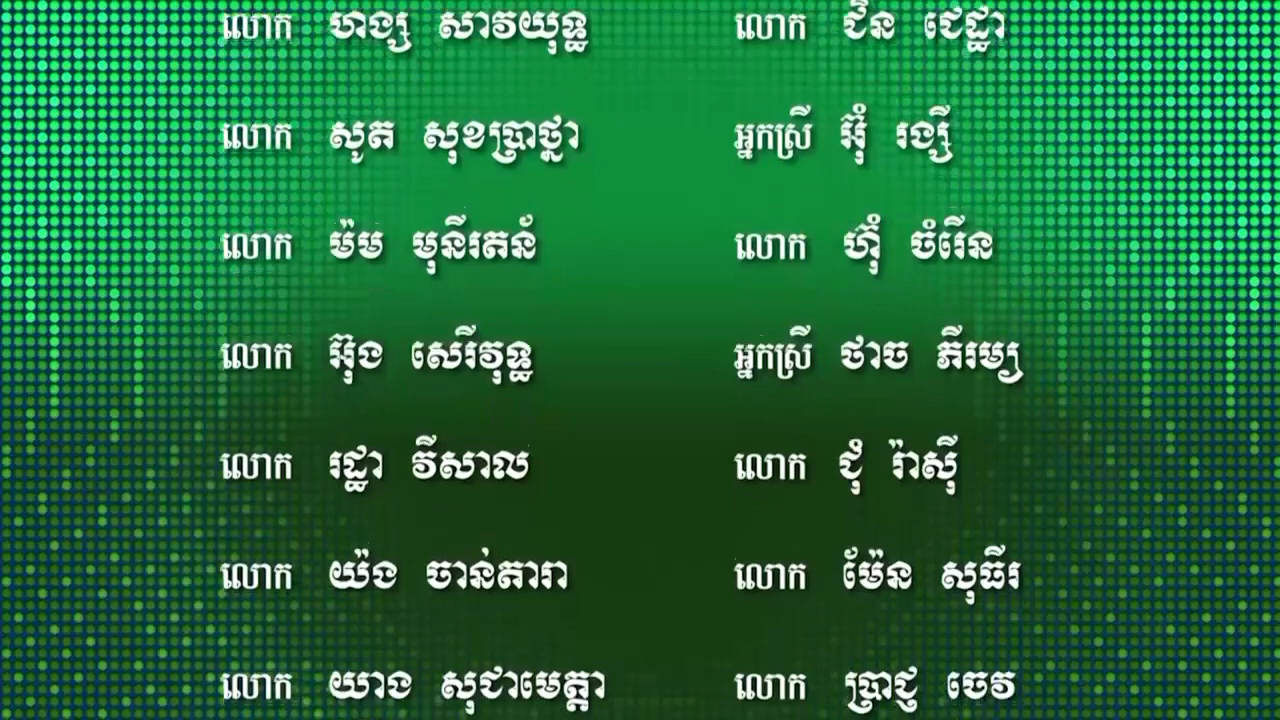 លោក ហង្ស សាវយុទ្ធ លោក ជិន ជេដ្ឋា
លោក សូត សុខប្រាថ្នា អ្នកស្រី អ៊ុំ រង្ស៊ី
លោក ម៉ម មុនីរតន៍ លោក ហ៊ុំ ចំរើន
លោក អ៊ុង សេរីវុទ្ធ អ្នកស្រី ថាច ភីរម្យ
លោក រដ្ឋា វីសាល លោក ជុំ រ៉ាស៊ី
លោក យ៉ង ចាន់តារា លោក ម៉ែន សុធីរ
លោក យាង សុជាមេត្តា លោក ប្រាជ្ញ ចេវ